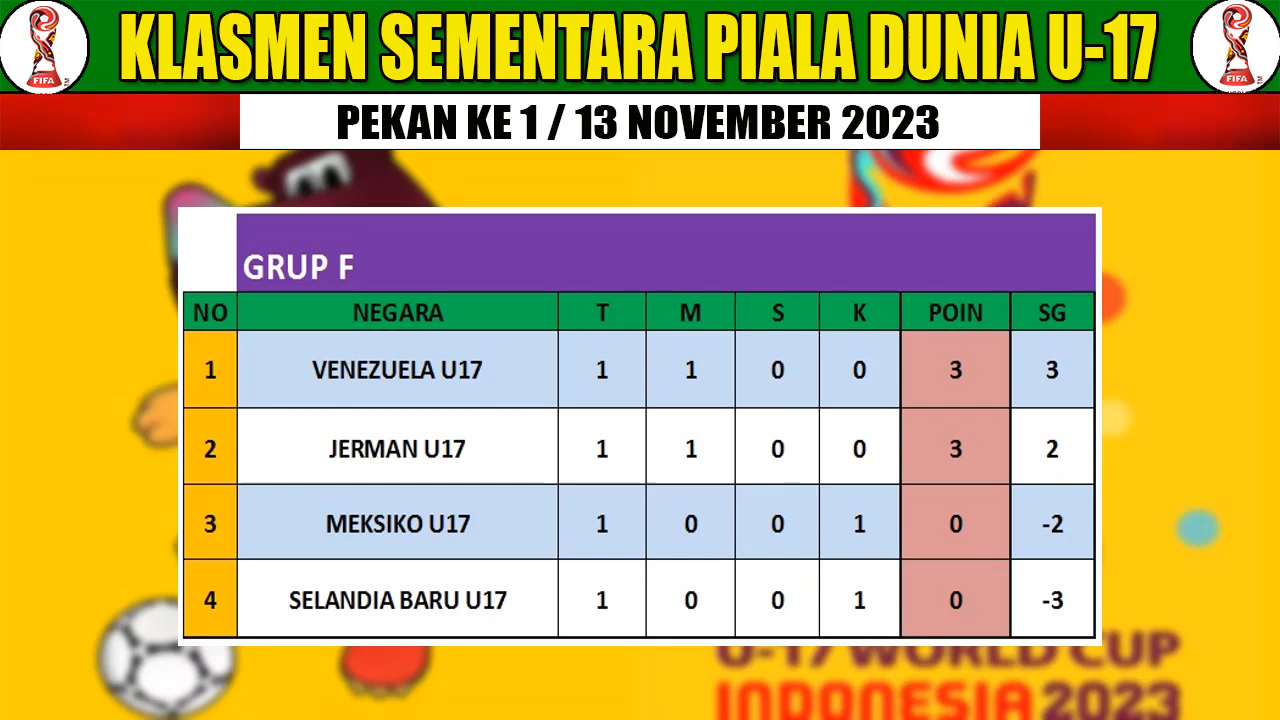 KLASMEN SEMENTARA PIALA DUNIA U-17
FIFA
FIFA
PEKAN KE 1 / 13 NOVEMBER 2023
GRUP F
NO NEGARA T M S K POIN SG
1 VENEZUELA U17 1 1 0 0 3 3
2 JERMAN U17 1 1 0 0 3 2
3 MEKSIKO U17 1 0 0 1 0 -2
4 SELANDIA BARU U17 1 0 0 1 0 -3
U-17 WORLD CUP
INDONESIA 2023